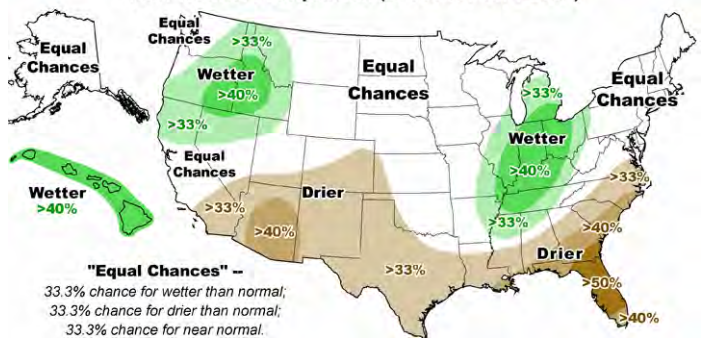 Equal
Chances
Equal
Chances
>33%
Wetter
>40%
>33%
Equal
Chances
Equal
Chances
>33%
Wetter
>40%
>33%
Equal
Chances
Wetter
>40%
>33%
Drier
>40%
>33%
>33%
>40%
Drier
>50%
>40%
"Equal Chances" --
33.3% chance for wetter than normal;
33.3% chance for drier than normal;
33.3% chance for near normal.